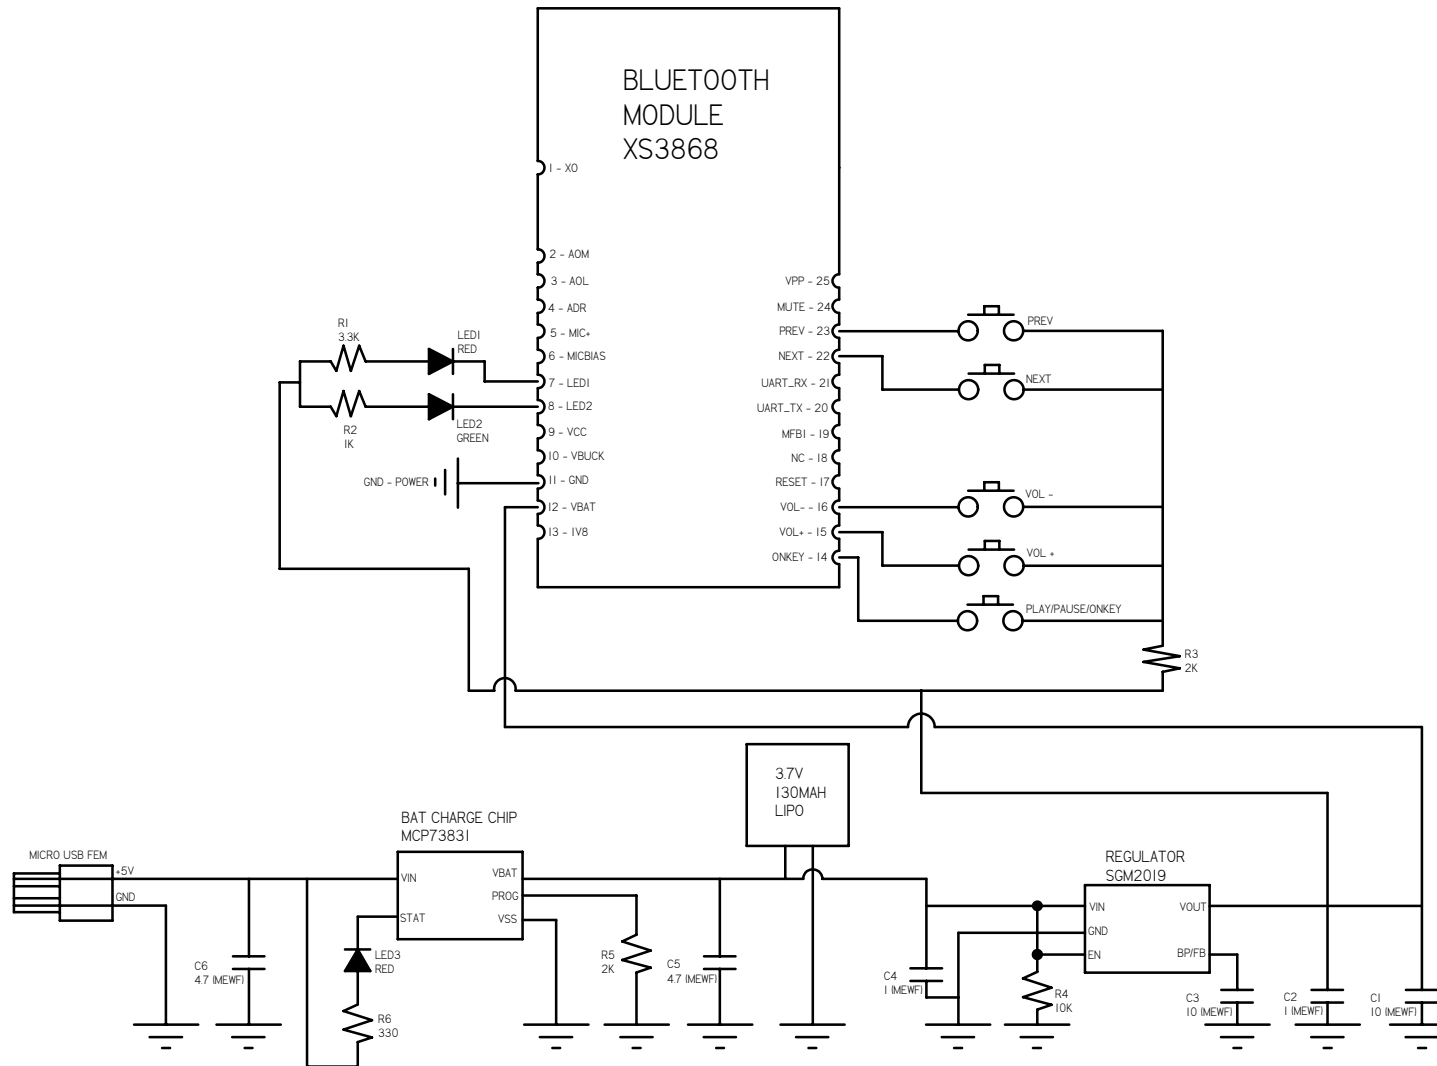 BLUETOOTH
MODULE
XS3868
1 - XO
2 - AOM
3 - AOL
4 - ADR
5 - MIC+
6 - MICBIAS
7 - LED1
8 - LED2
9 - VCC
10 - VBUCK
11 - GND
12 - VBAT
13 - 1V8
VPP - 25
MUTE - 24
PREV - 23
NEXT - 22
UART_RX - 21
UART_TX - 20
MFB1 - 19
NC - 18
RESET - 17
VOL- - 16
VOL+ - 15
ONKEY - 14
R1
3.3K
LED1
RED
R2
1K
LED2
GREEN
GND - POWER
PREV
NEXT
VOL -
VOL +
PLAY/PAUSE/ONKEY
R3
2K
3.7V
130MAH
LIPO
BAT CHARGE CHIP
MCP73831
VIN
STAT
VBAT
PROG
VSS
MICRO USB FEM
+5V
GND
C6
4.7 (MEWF)
LED3
RED
R6
330
R5
2K
C5
4.7 (MEWF)
C4
1 (MEWF)
R4
10K
REGULATOR
SGM2019
VIN
GND
EN
VOUT
BP/FB
C3
10 (MEWF)
C2
1 (MEWF)
C1
10 (MEWF)